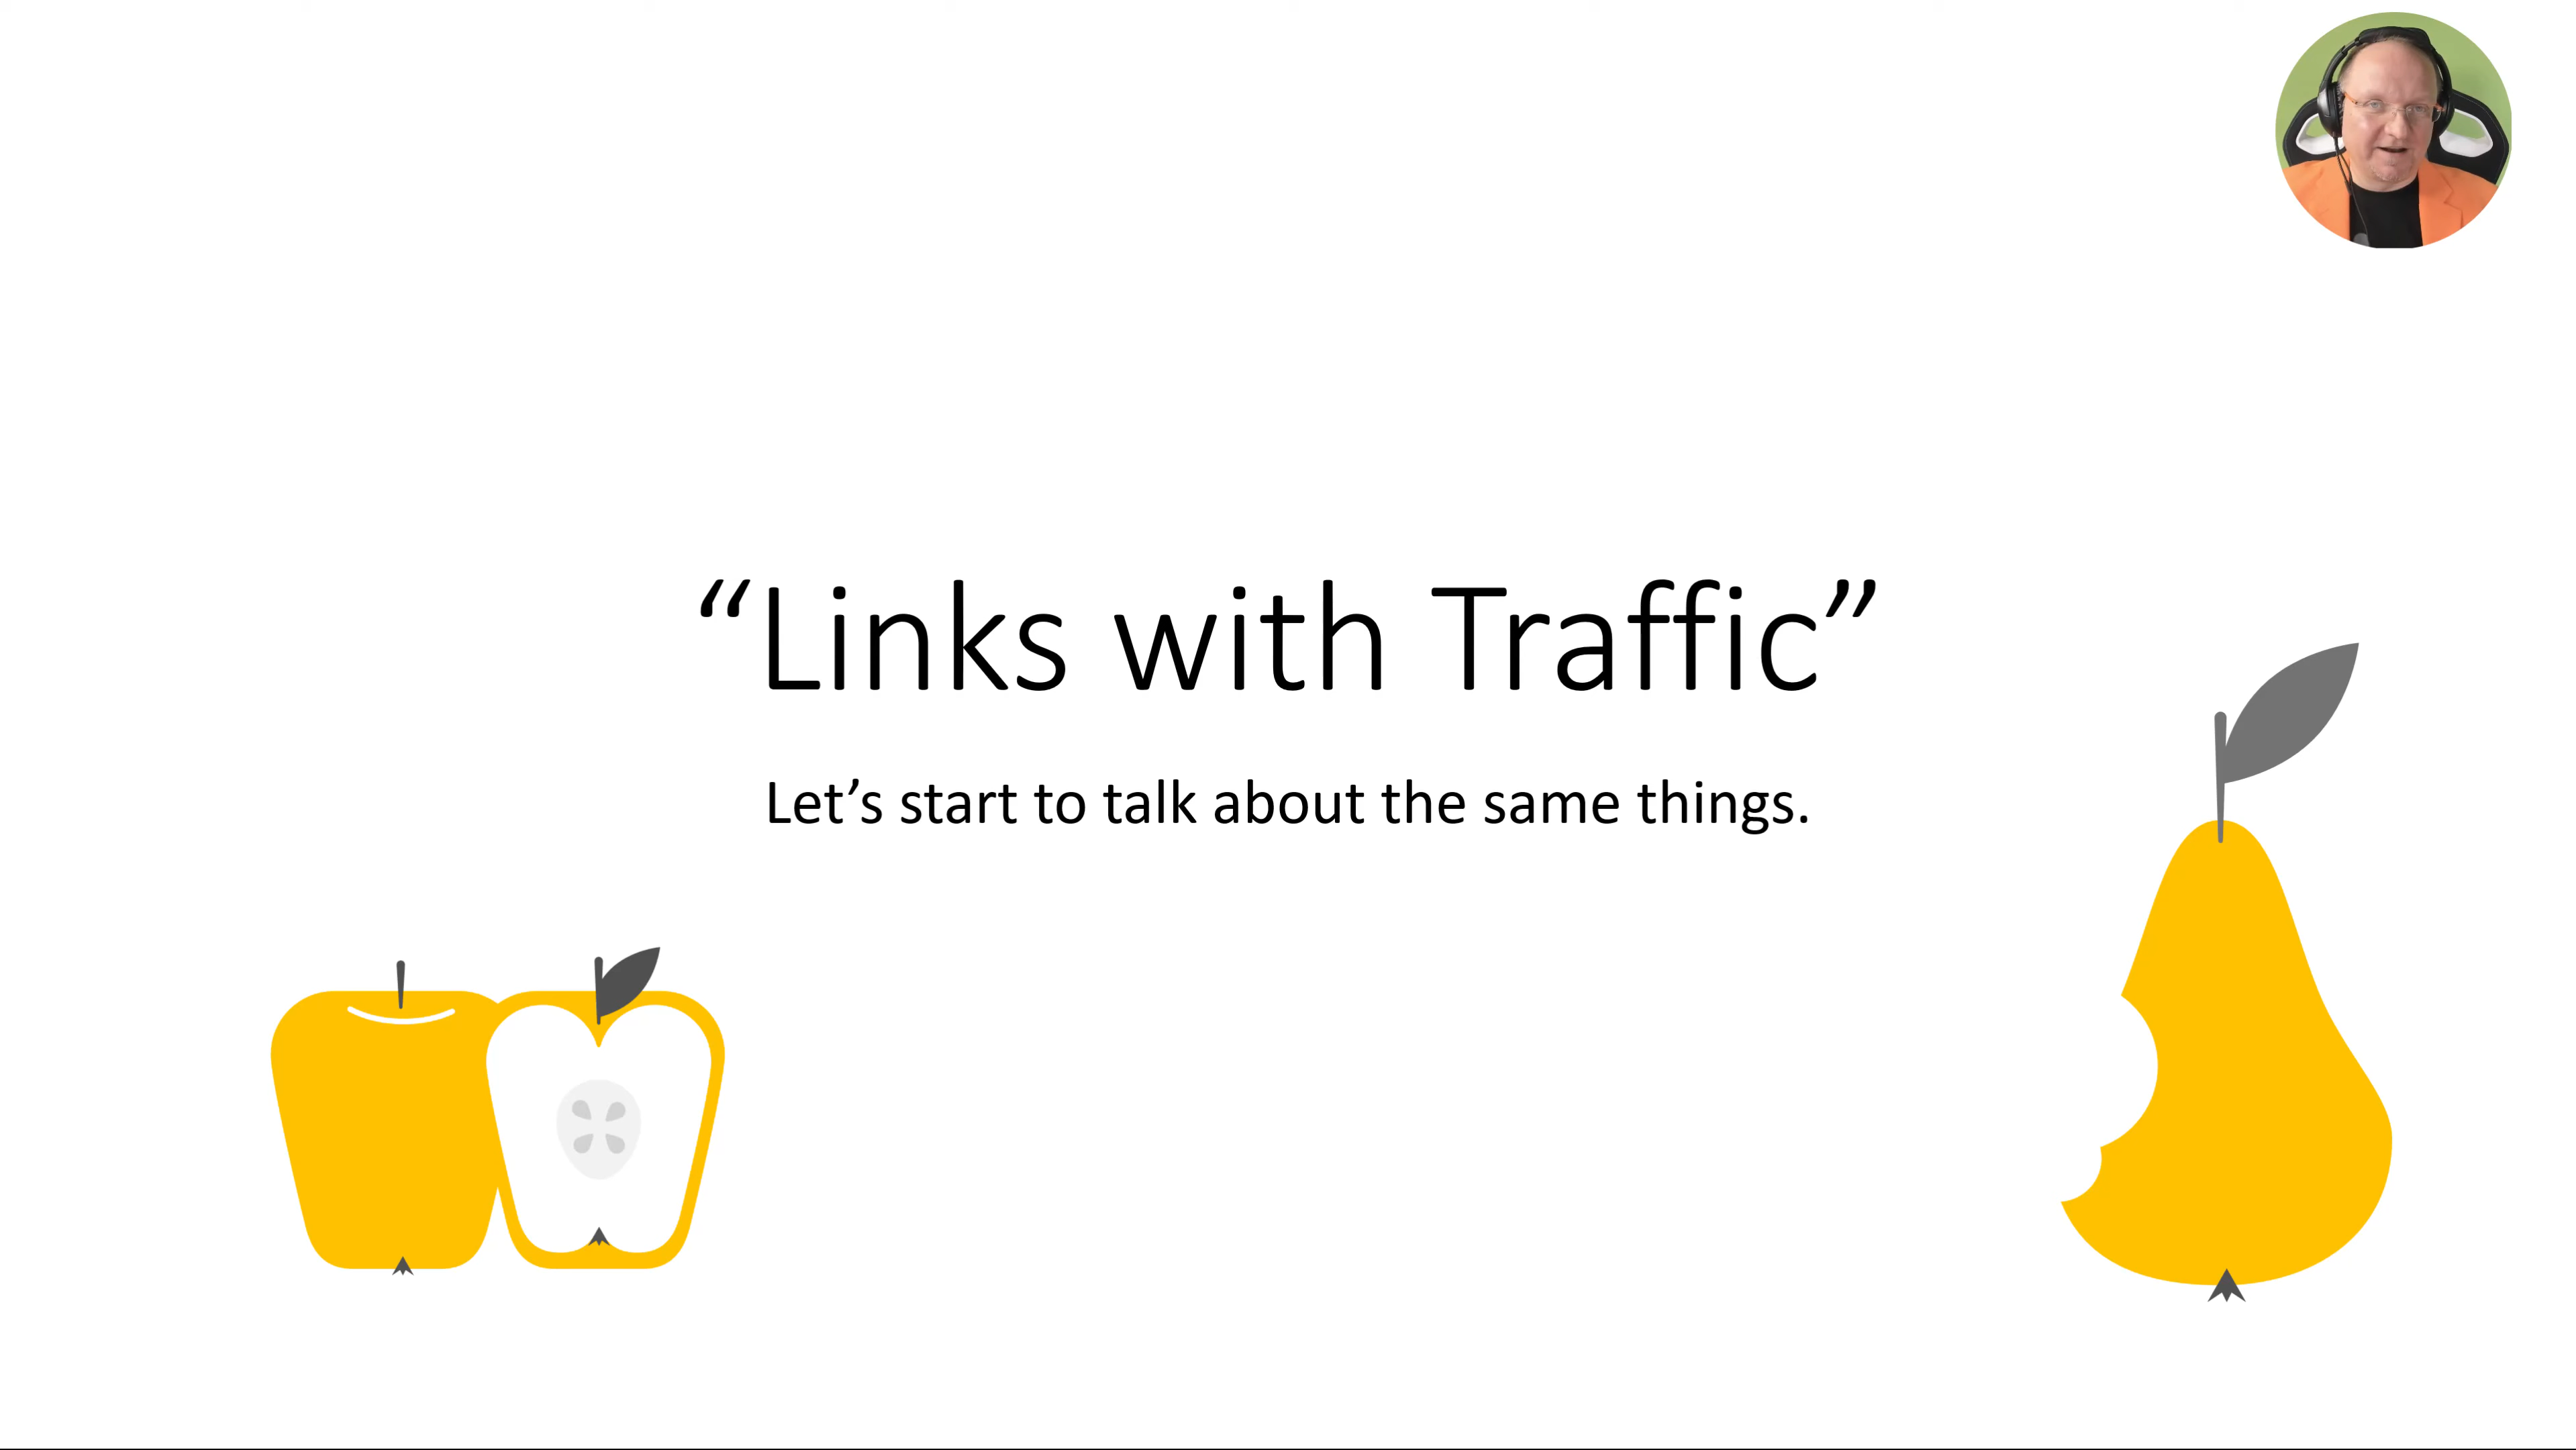 “Links with Traffic”
Let’s start to talk about the same things.